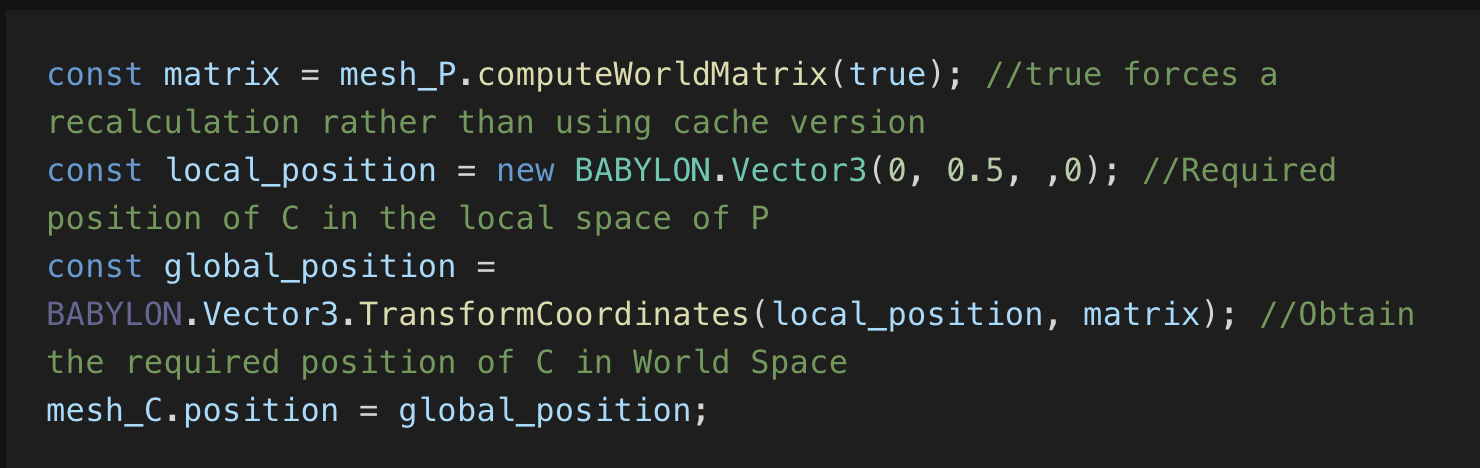 const matrix = mesh_P.computeWorldMatrix(true); //true forces a
recalculation rather than using cache version
const local_position = new BABYLON.Vector3(0, 0.5, ,0); //Required
position of C in the local space of P
const global_position =
BABYLON.Vector3.TransformCoordinates(local_position, matrix); //Obtain
the required position of C in World Space
mesh_C.position = global_position;